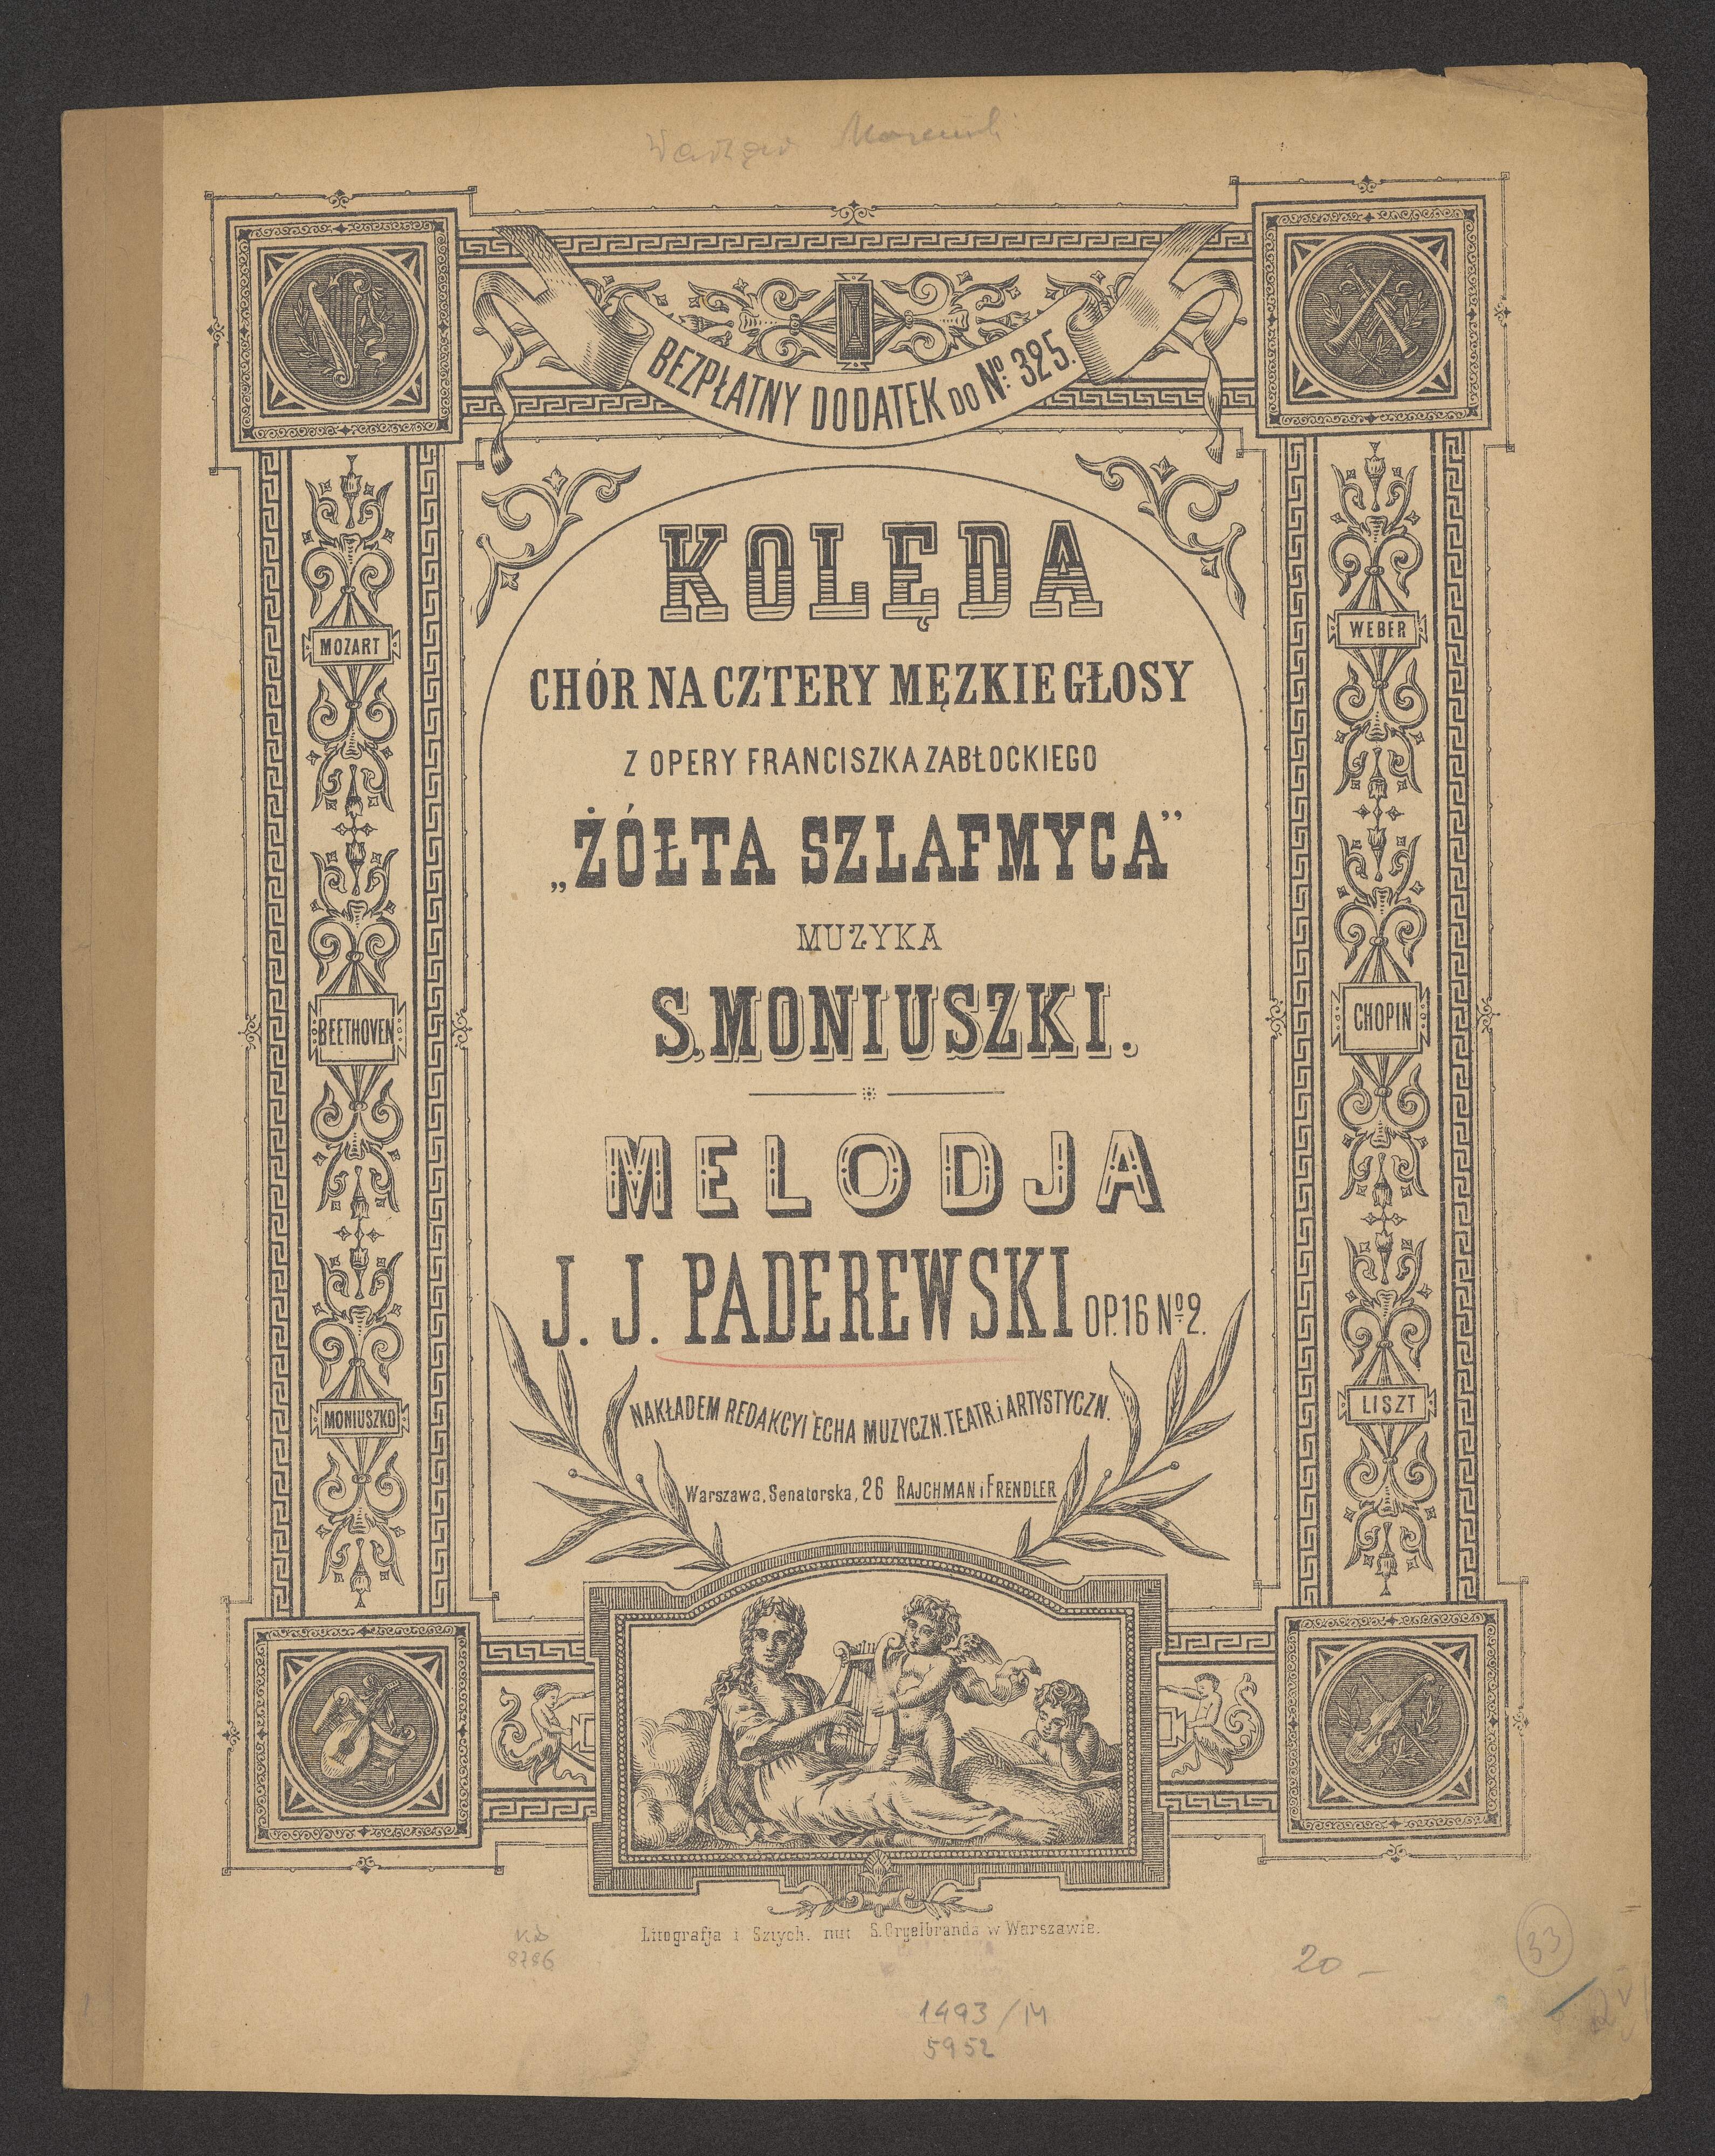 BEZPŁATNY DODATEK DO Nº 325.
KOLĘDA
CHÓR NA CZTERY MĘZKIE GŁOSY
Z OPERY FRANCISZKA ZABŁOCKIEGO
„ŻÓŁTA SZLAFMYCA”
MUZYKA
S. MONIUSZKI.
MELODJA
J. J. PADEREWSKI OP. 16 Nº 2.
NAKŁADEM REDAKCYI ECHA MUZYCZN. TEATR. i ARTYSTYCZN.
Warszawa, Senatorska, 26 RAJCHMAN i FRENDLER
MOZART
BEETHOVEN
MONIUSZKO
WEBER
CHOPIN
LISZT
Litografja i Sztych. nut S. Orgelbranda w Warszawie.
8786
20 -
33
1493/M
5952